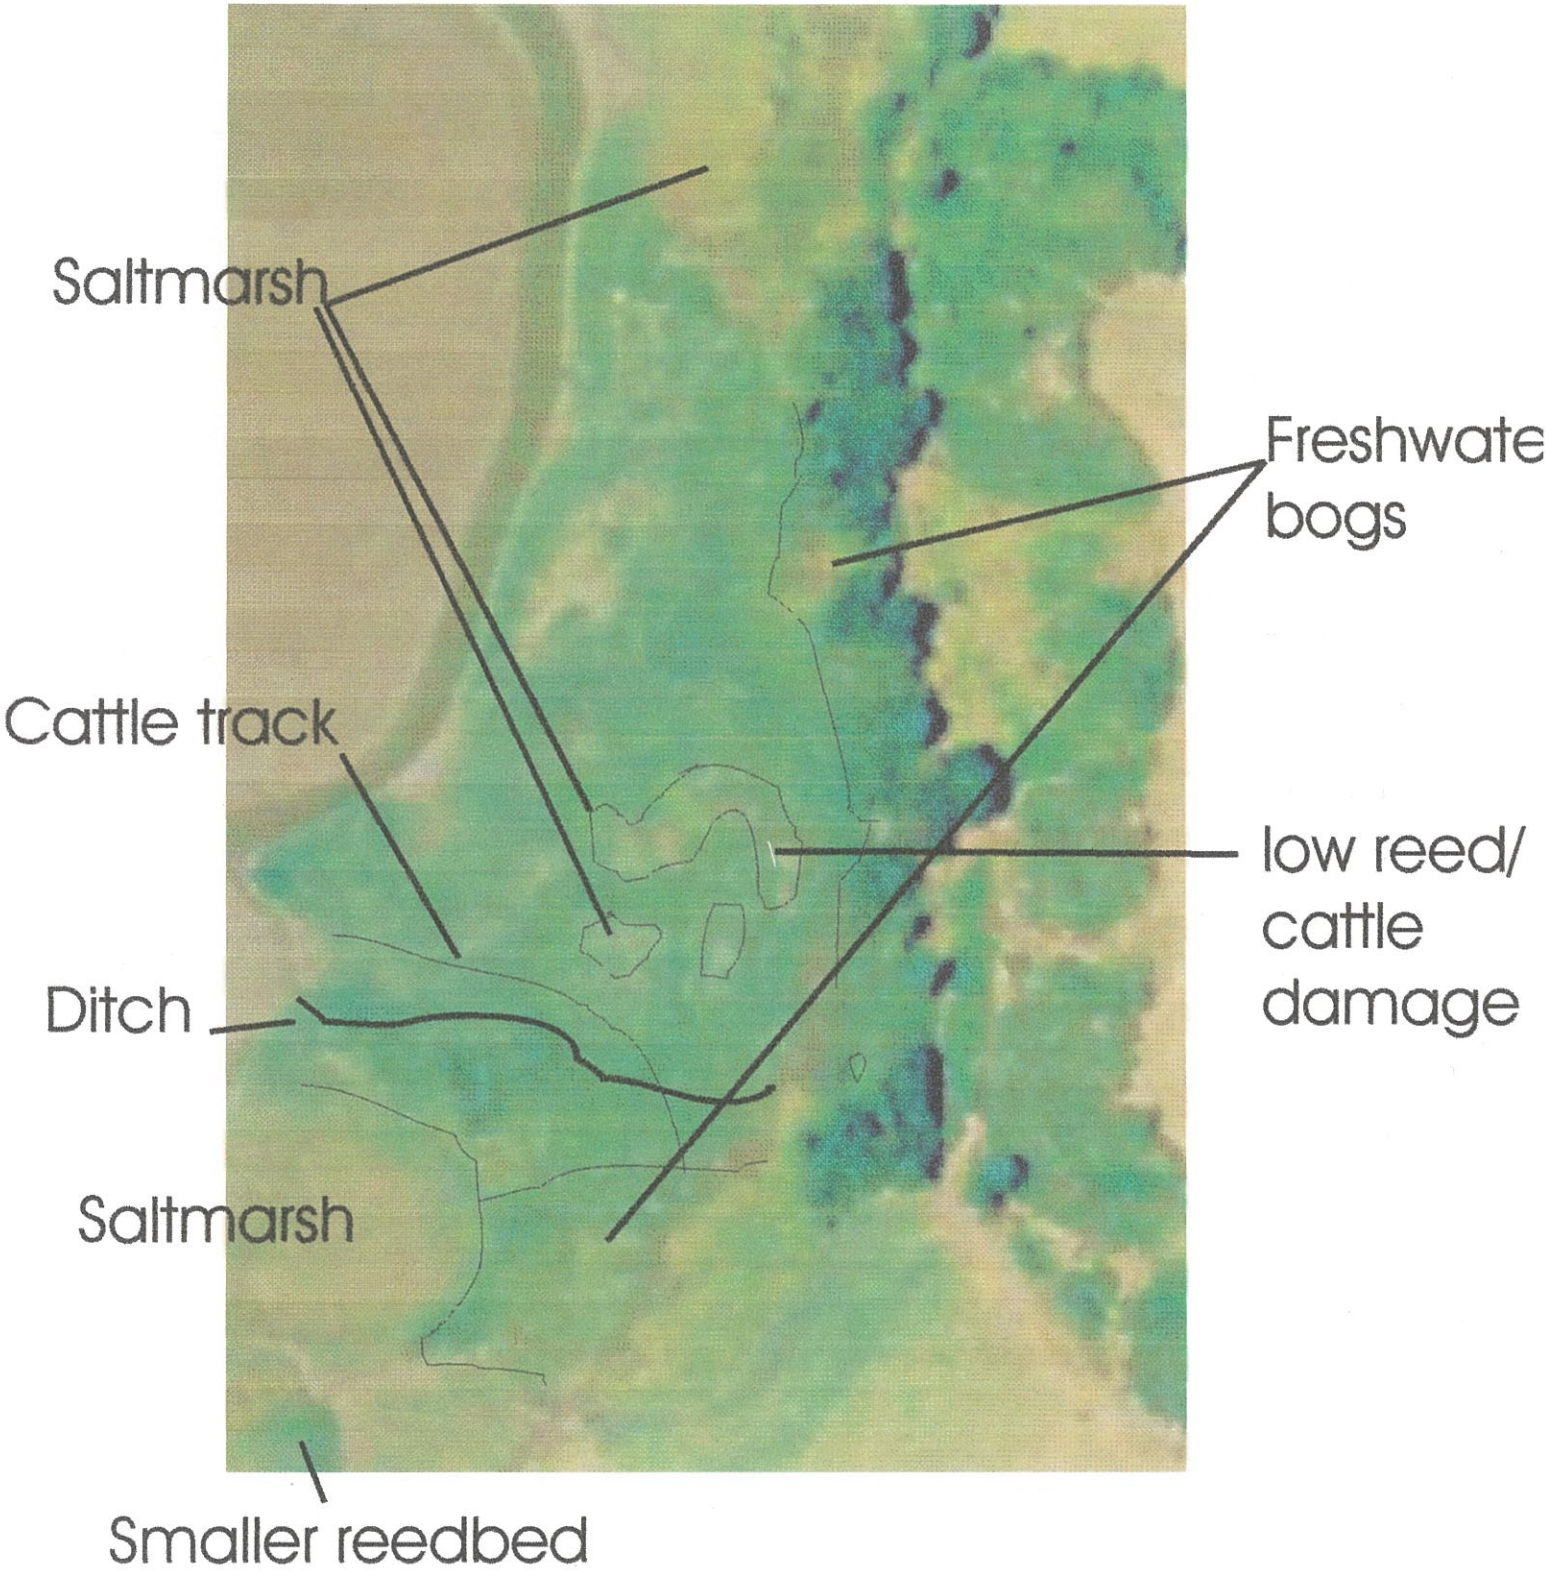 Saltmarsh
Freshwate
bogs
Cattle track
low reed/
cattle
damage
Ditch
Saltmarsh
Smaller reedbed